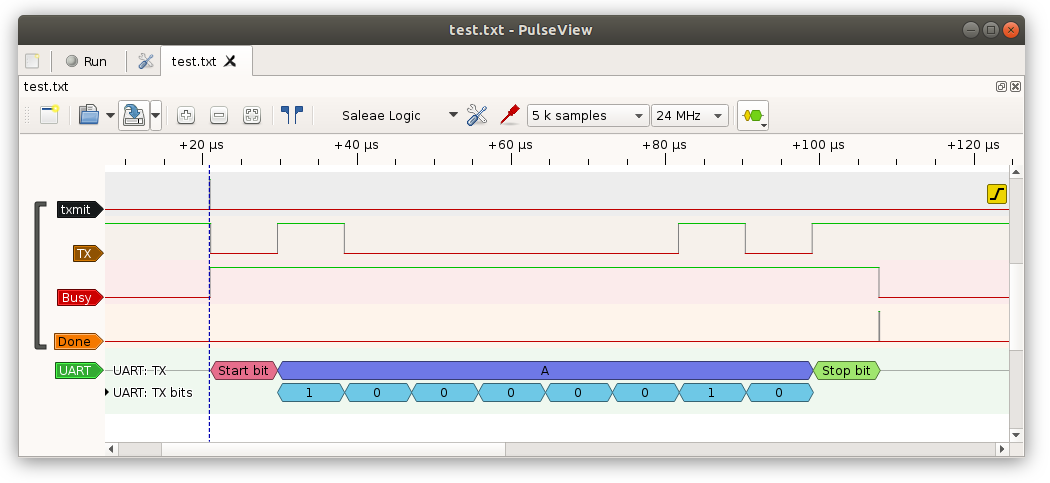 test.txt - PulseView
Run
test.txt
test.txt
Saleae Logic
5 k samples
24 MHz
+20 µs +40 µs +60 µs +80 µs +100 µs +120 µs
txmit
TX
Busy
Done
UART UART: TX Start bit A Stop bit
UART: TX bits 1 0 0 0 0 0 1 0